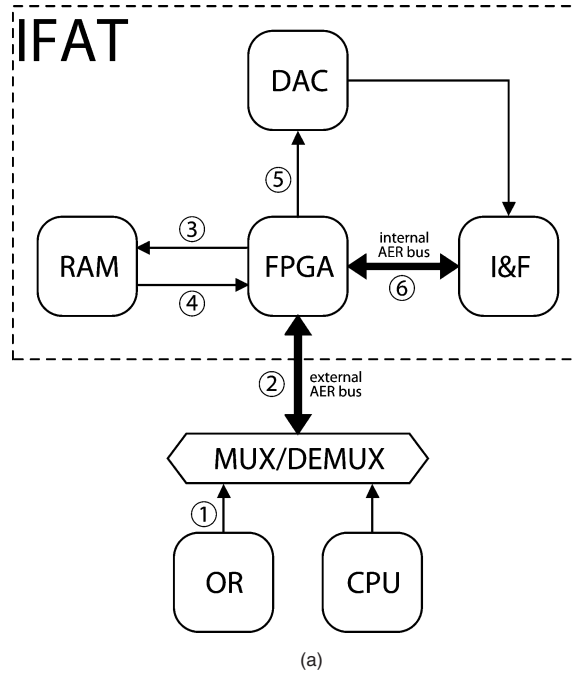 IFAT
DAC
5
3
RAM
FPGA
internal
AER bus
I&F
4
6
2
external
AER bus
MUX/DEMUX
1
OR
CPU
(a)